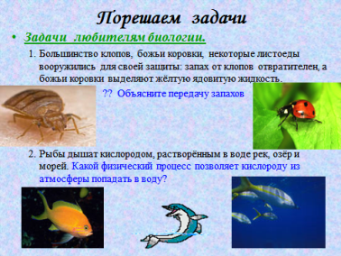 Порешаем задачи
• Задачи любителям биологии.
1. Большинство клопов, божьи коровки, некоторые листоеды
вооружились для своей защиты: запах от клопов отвратителен, а
божьи коровки выделяют жёлтую ядовитую жидкость.
?? Объясните передачу запахов
2. Рыбы дышат кислородом, растворённым в воде рек, озёр и
морей. Какой физический процесс позволяет кислороду из
атмосферы попадать в воду?